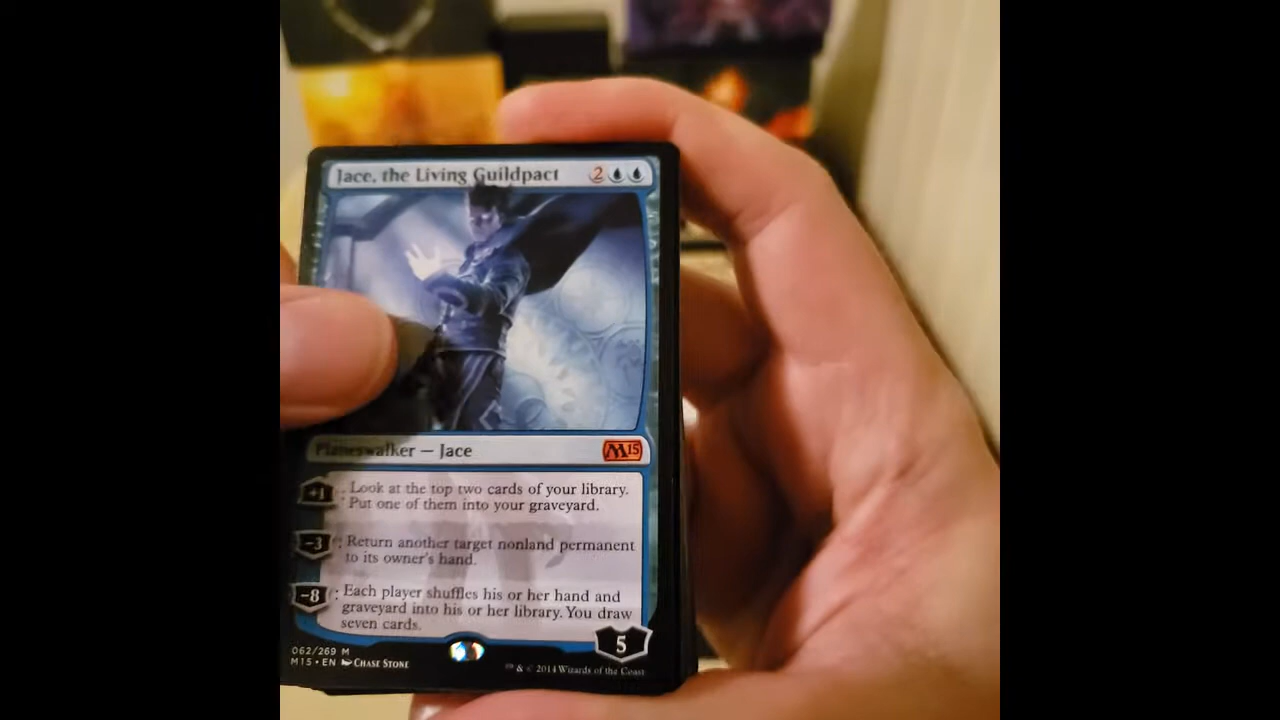 Jace, the Living Guildpact 2
Planeswalker — Jace M15
+1 : Look at the top two cards of your library.
Put one of them into your graveyard.
-3 : Return another target nonland permanent
to its owner's hand.
-8 : Each player shuffles his or her hand and
graveyard into his or her library. You draw
seven cards.
5
062/269 M
M15 • EN CHASE STONE
™ & © 2014 Wizards of the Coast